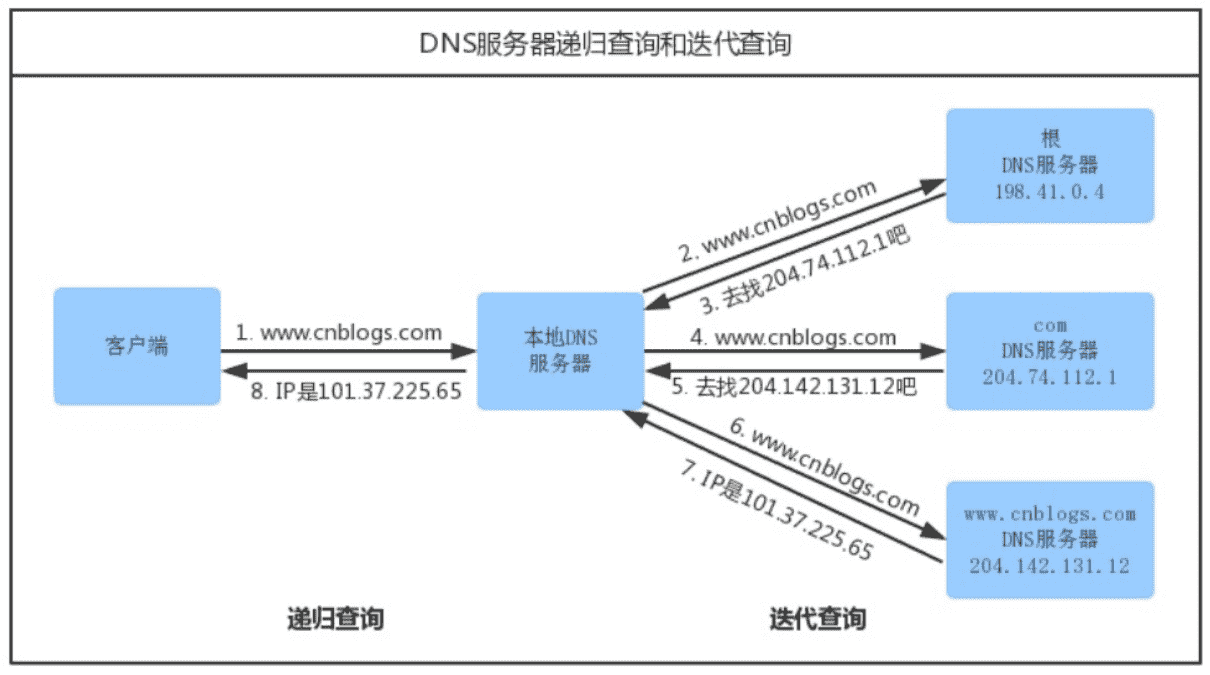 DNS服务器递归查询和迭代查询
根
DNS服务器
198.41.0.4
2. www.cnblogs.com
3. 去找204.74.112.1吧
客户端
1. www.cnblogs.com
8. IP是101.37.225.65
本地DNS
服务器
4. www.cnblogs.com
5. 去找204.142.131.12吧
com
DNS服务器
204.74.112.1
6. www.cnblogs.com
7. IP是101.37.225.65
www.cnblogs.com
DNS服务器
204.142.131.12
递归查询
迭代查询